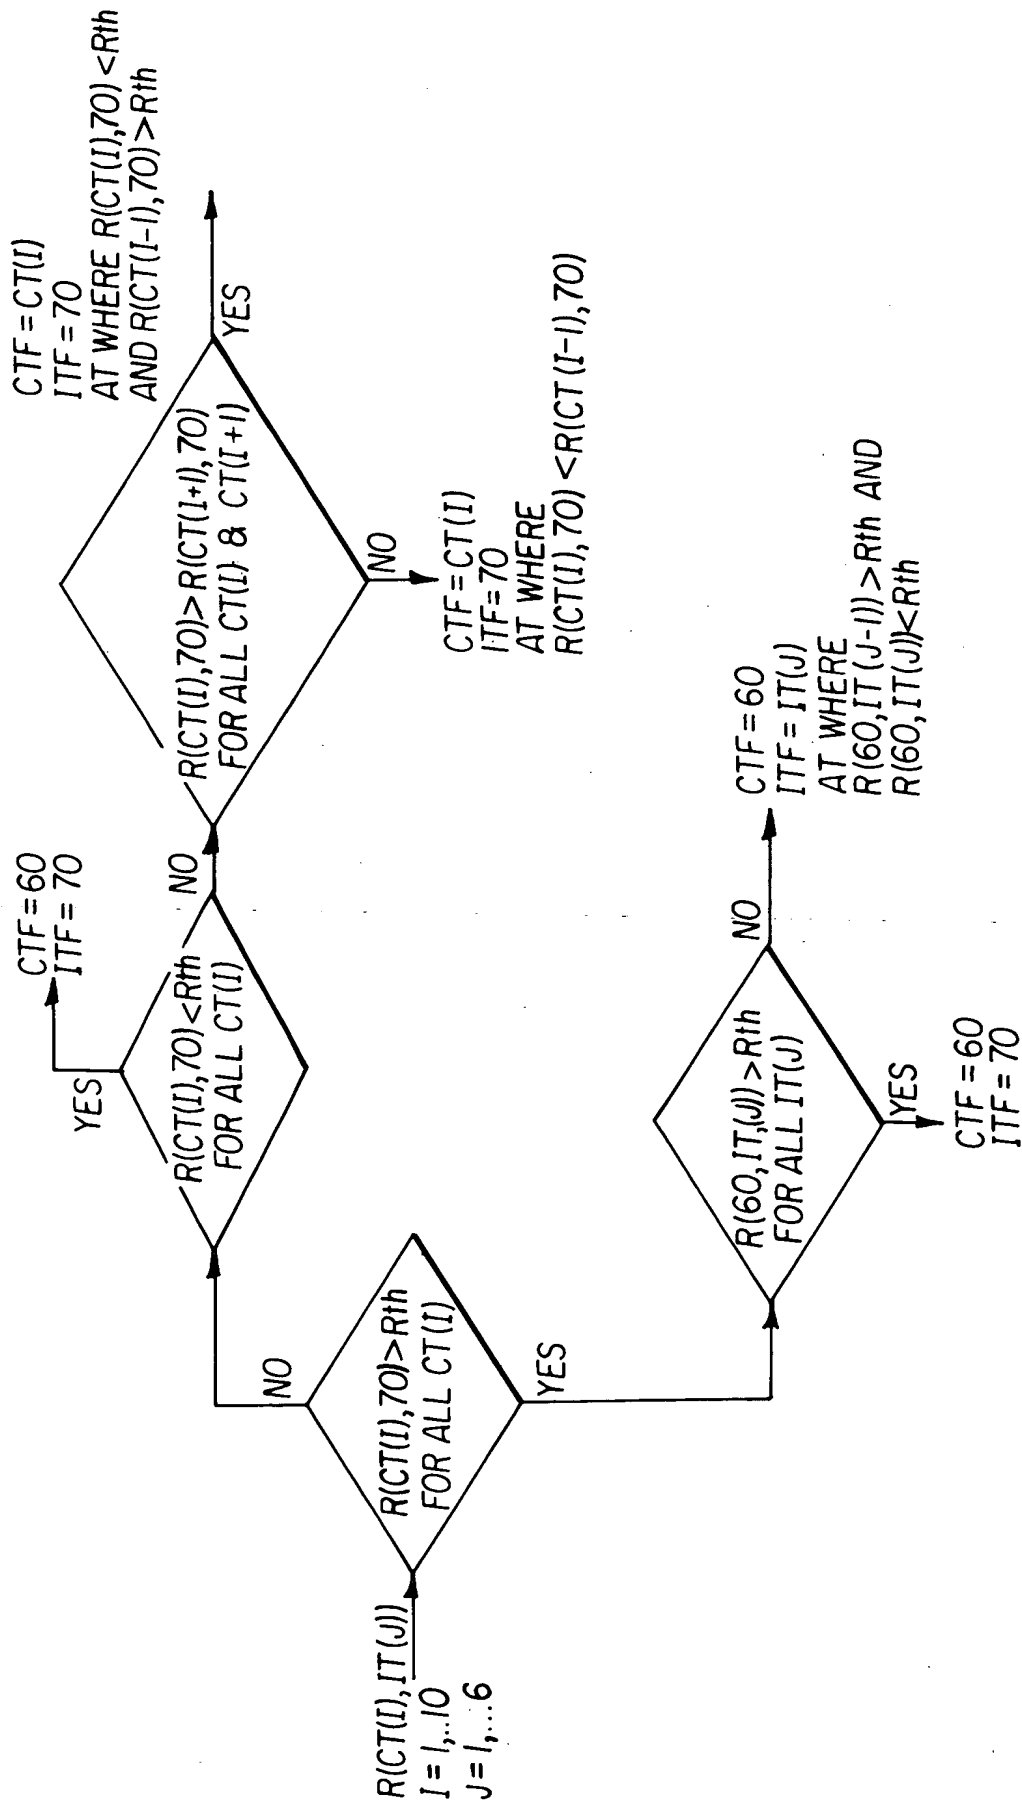 R(CT(I),IT(J))
I=1,...10
J=1,...6
R(CT(I),70)>Rth
FOR ALL CT(I)
NO
YES
R(CT(I),70)<Rth
FOR ALL CT(I)
YES
CTF=60
ITF=70
NO
R(CT(I),70)>R(CT(I+1),70)
FOR ALL CT(I) & CT(I+1)
YES
CTF=CT(I)
ITF=70
AT WHERE R(CT(I),70)<Rth
AND R(CT(I-1),70)>Rth
NO
CTF=CT(I)
ITF=70
AT WHERE
R(CT(I),70)<R(CT(I-1),70)
R(60,IT,(J))>Rth
FOR ALL IT(J)
NO
CTF=60
ITF=IT(J)
AT WHERE
R(60,IT(J-1))>Rth AND
R(60,IT(J))<Rth
YES
CTF=60
ITF=70